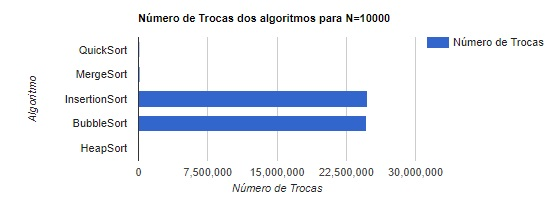 Número de Trocas dos algoritmos para N=10000
Número de Trocas
Algoritmo
QuickSort
MergeSort
InsertionSort
BubbleSort
HeapSort
0 7,500,000 15,000,000 22,500,000 30,000,000
Número de Trocas